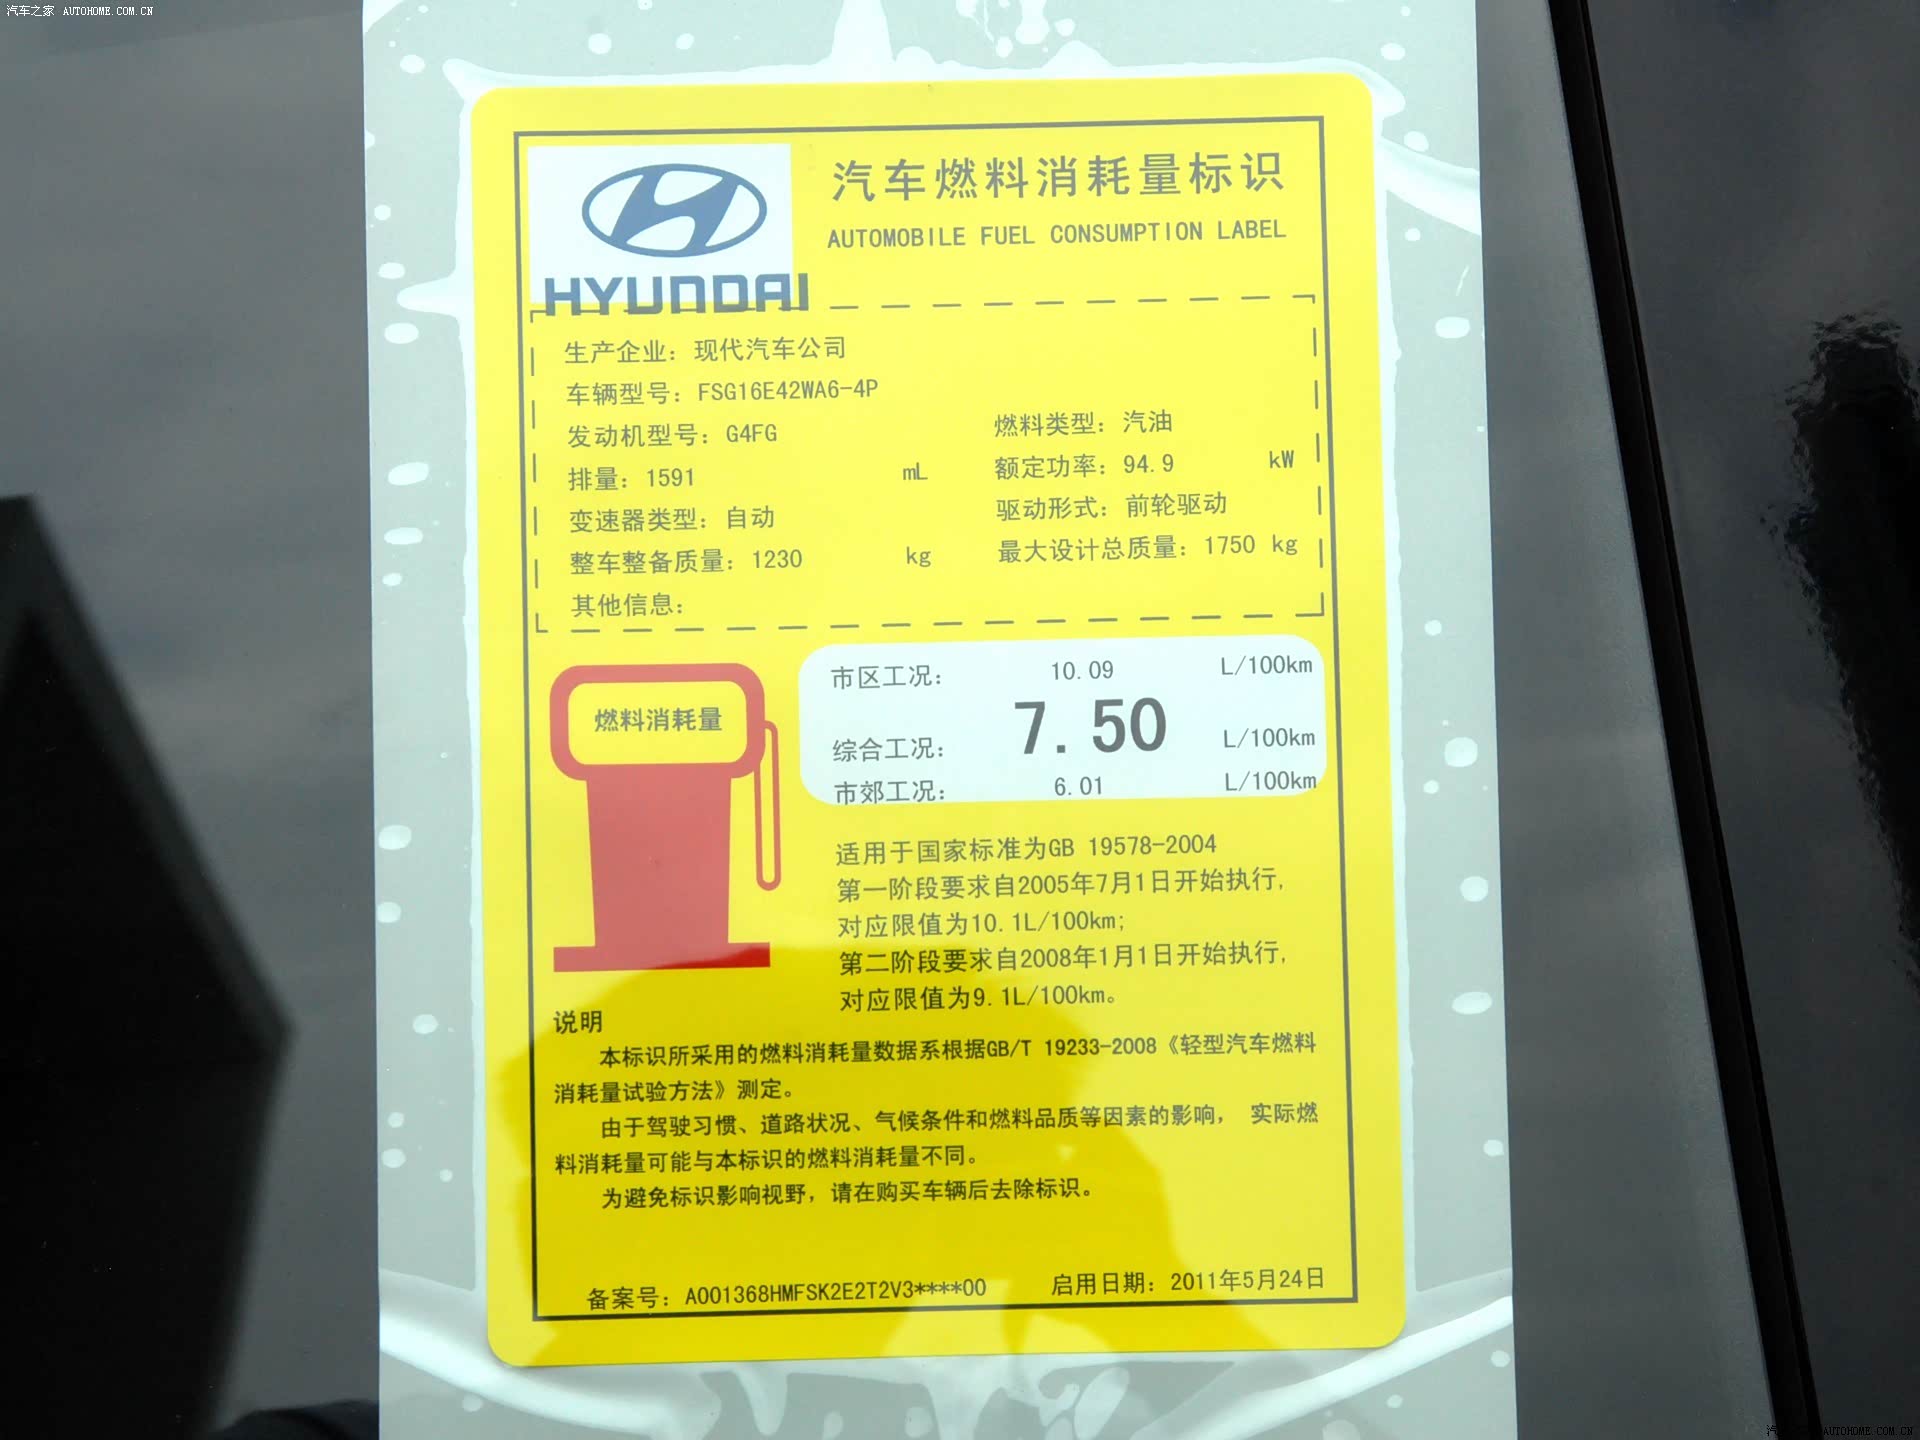 汽车之家 AUTOHOME.COM.CN
HYUNDAI
汽车燃料消耗量标识
AUTOMOBILE FUEL CONSUMPTION LABEL
生产企业：现代汽车公司
车辆型号：FSG16E42WA6-4P
发动机型号：G4FG 燃料类型：汽油
排量：1591 mL 额定功率：94.9 kW
变速器类型：自动 驱动形式：前轮驱动
整车整备质量：1230 kg 最大设计总质量：1750 kg
其他信息：
燃料消耗量
市区工况： 10.09 L/100km
综合工况： 7.50 L/100km
市郊工况： 6.01 L/100km
适用于国家标准为GB 19578-2004
第一阶段要求自2005年7月1日开始执行，
对应限值为10.1L/100km；
第二阶段要求自2008年1月1日开始执行，
对应限值为9.1L/100km。
说明
本标识所采用的燃料消耗量数据系根据GB/T 19233-2008《轻型汽车燃料
消耗量试验方法》测定。
由于驾驶习惯、道路状况、气候条件和燃料品质等因素的影响， 实际燃
料消耗量可能与本标识的燃料消耗量不同。
为避免标识影响视野，请在购买车辆后去除标识。
备案号：A001368HMFSK2E2T2V3****00 启用日期：2011年5月24日
汽车之家 AUTOHOME.COM.CN